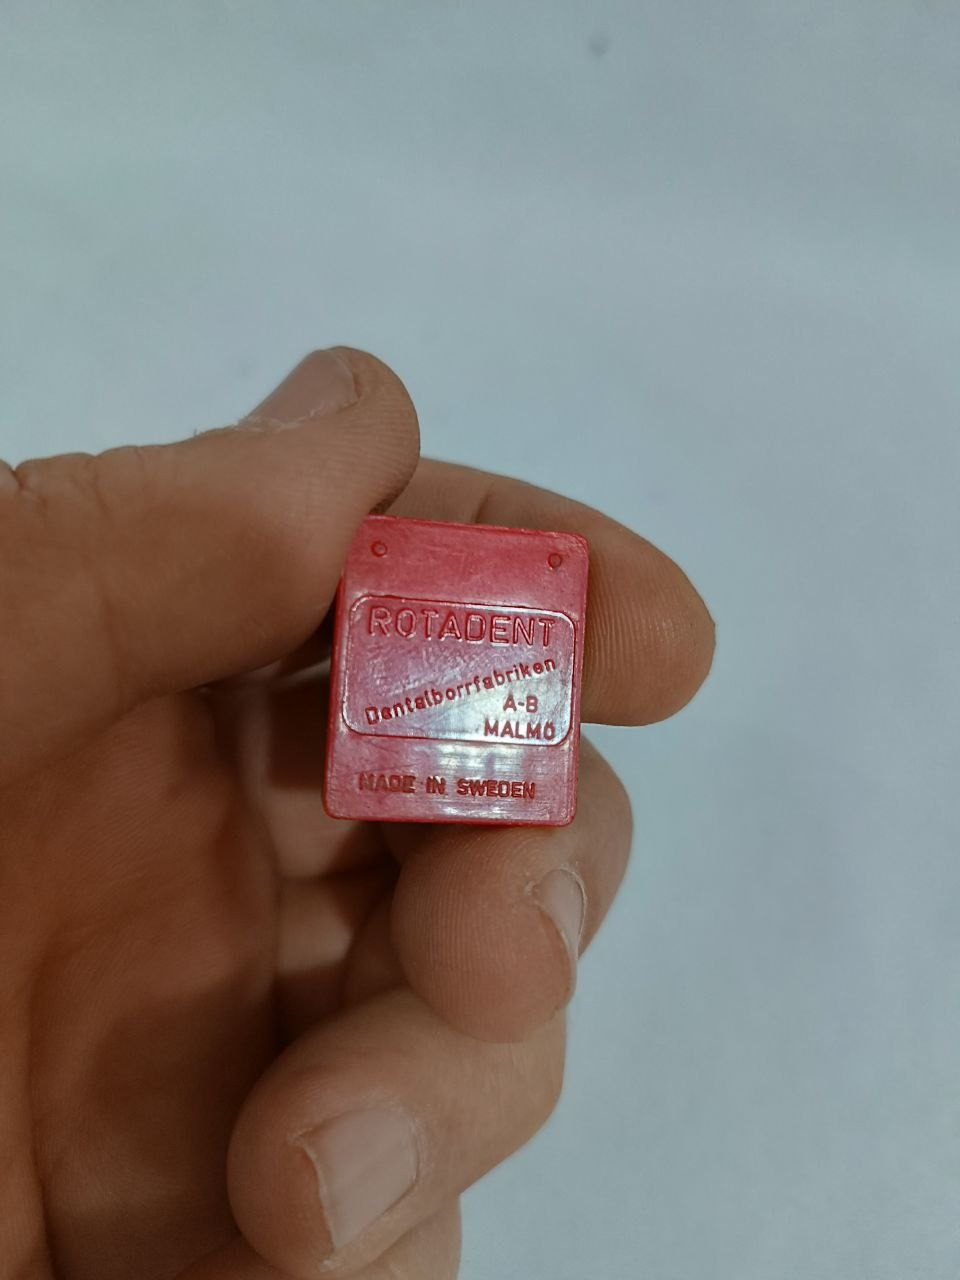 ROTADENT
Dentalborrfabriken
A-B
MALMÖ
MADE IN SWEDEN